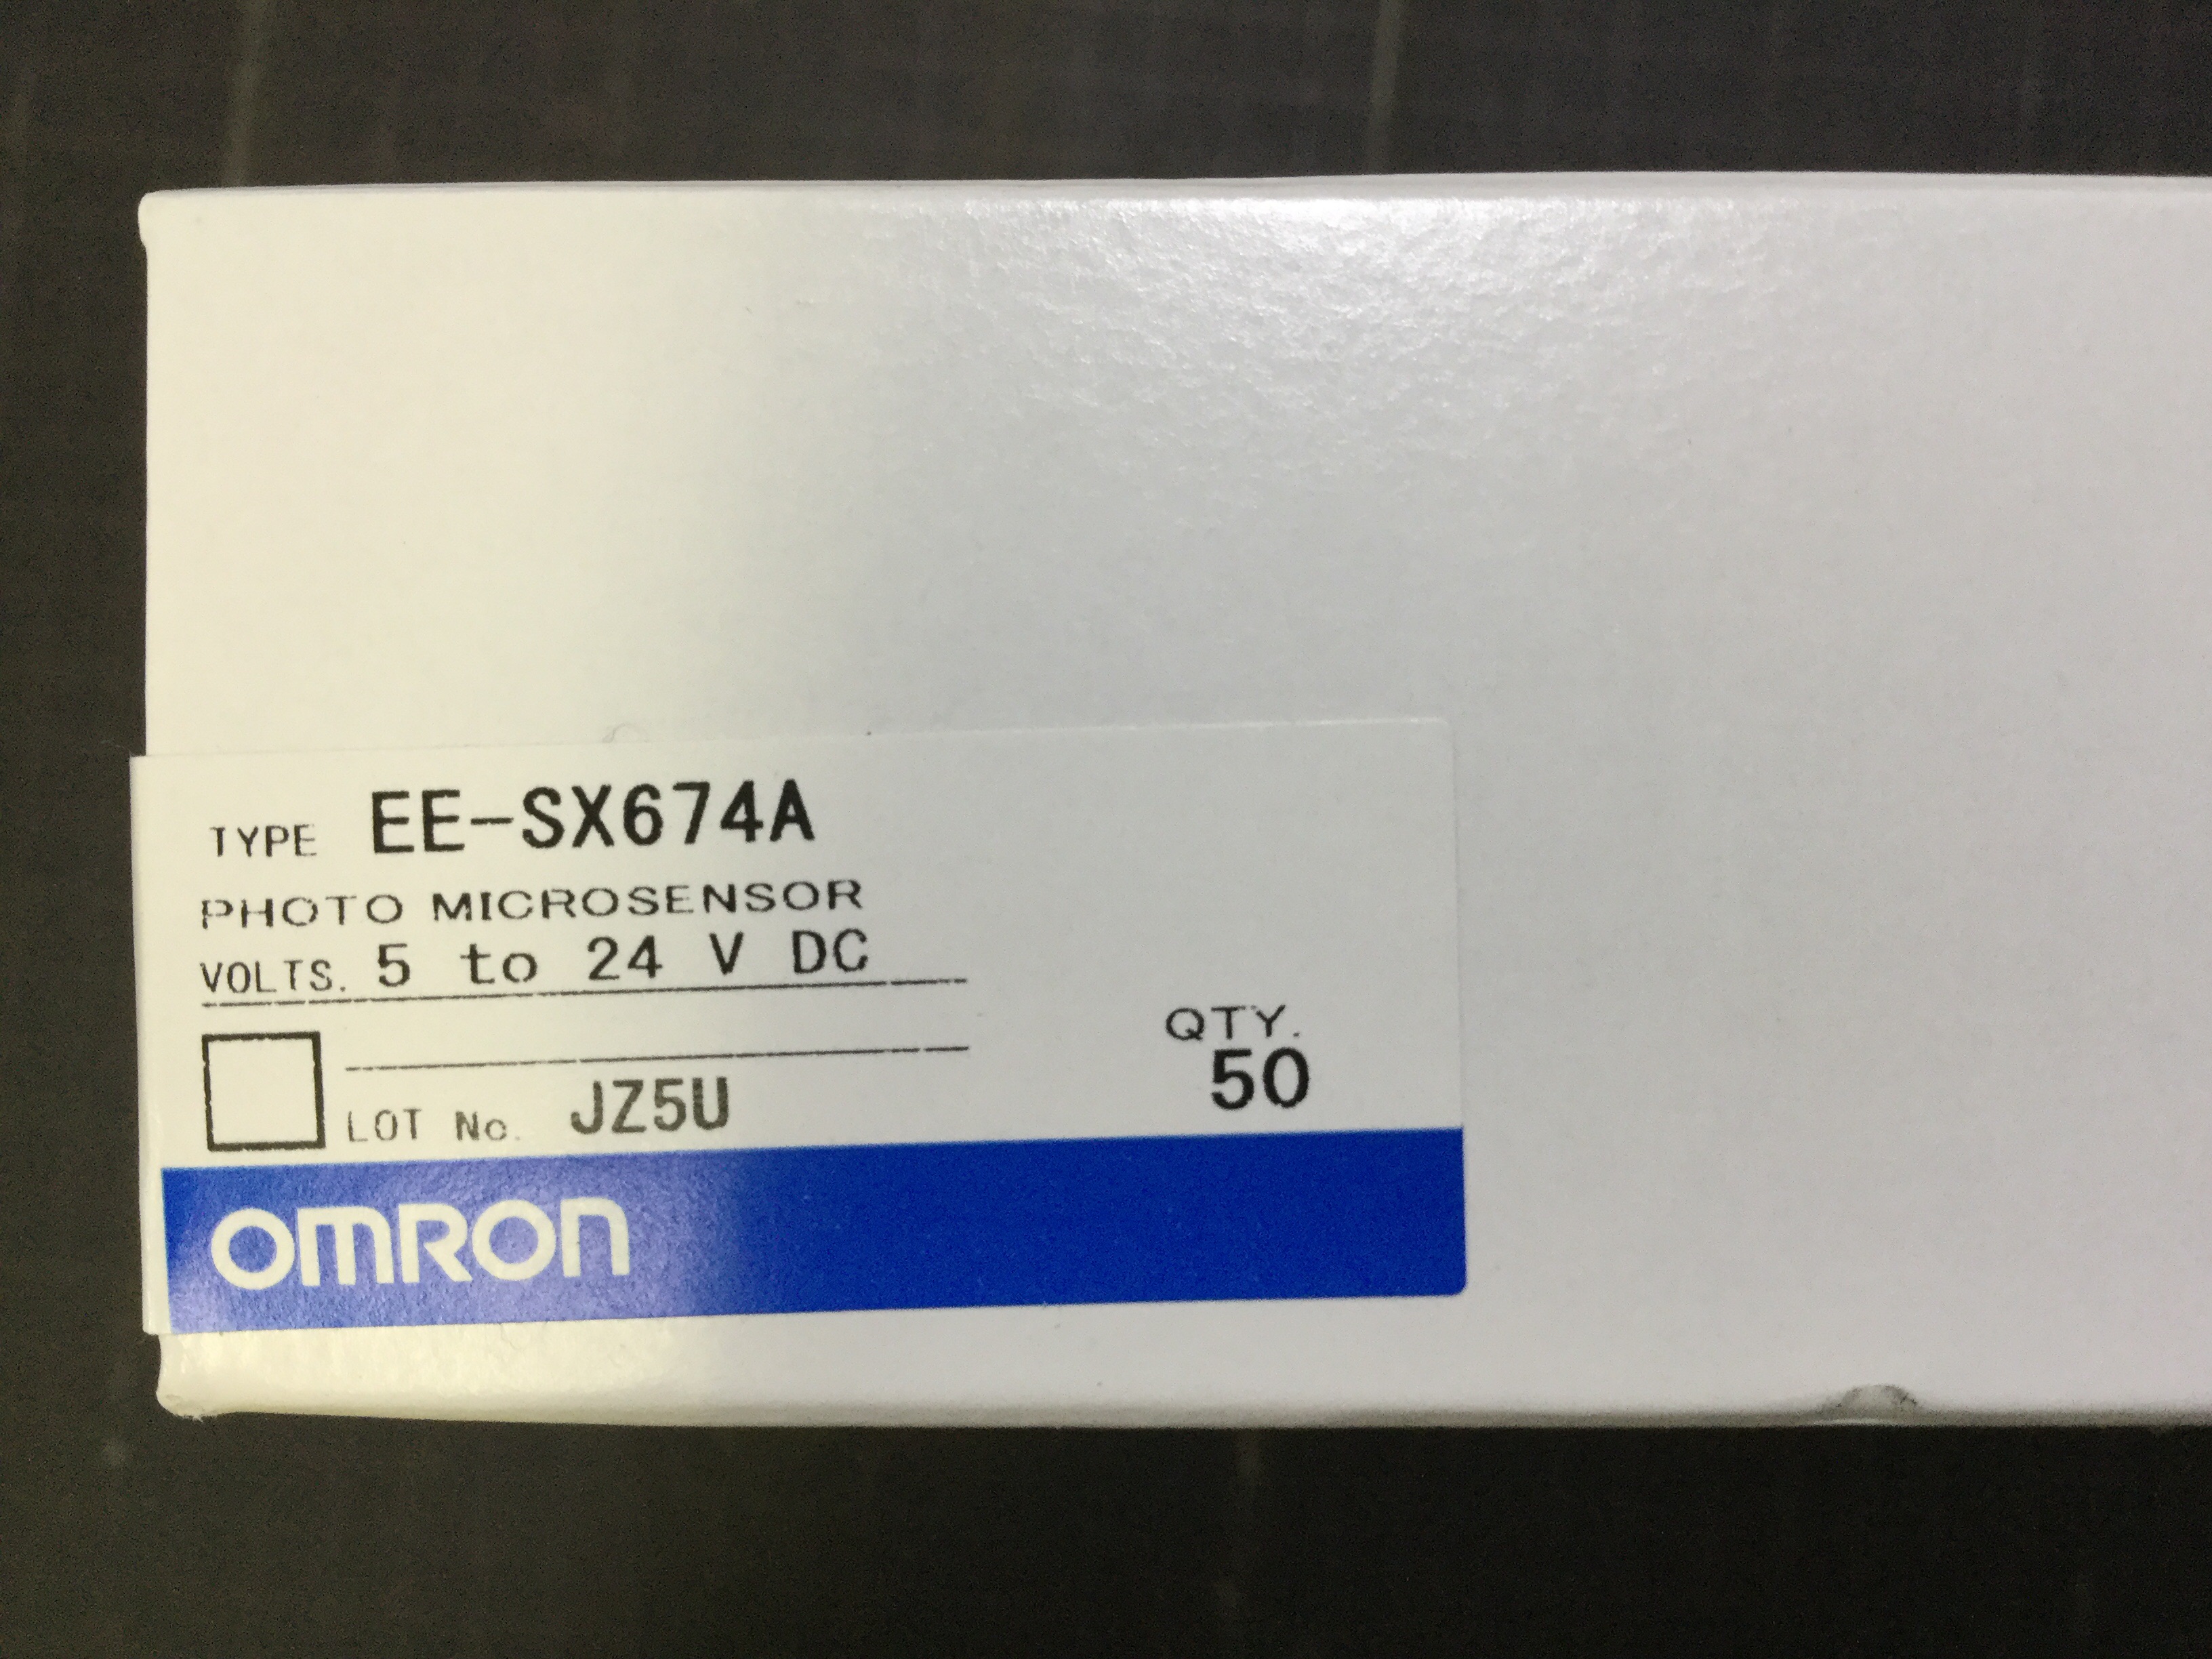 TYPE EE-SX674A
PHOTO MICROSENSOR
VOLTS. 5 to 24 V DC
QTY.
50
LOT No. JZ5U
OMRON